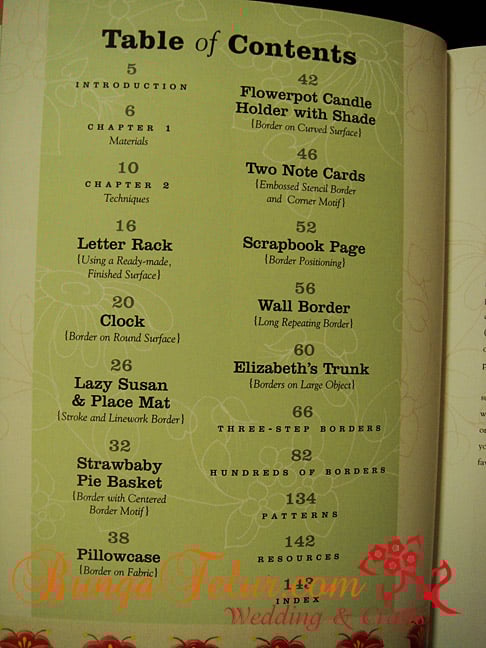 Table of Contents
5
INTRODUCTION
6
CHAPTER 1
Materials
10
CHAPTER 2
Techniques
16
Letter Rack
{Using a Ready-made,
Finished Surface}
20
Clock
{Border on Round Surface}
26
Lazy Susan
& Place Mat
{Stroke and Linework Border}
32
Strawbaby
Pie Basket
{Border with Centered
Border Motif}
38
Pillowcase
{Border on Fabric}
42
Flowerpot Candle
Holder with Shade
{Border on Curved Surface}
46
Two Note Cards
{Embossed Stencil Border
and Corner Motif}
52
Scrapbook Page
{Border Positioning}
56
Wall Border
{Long Repeating Border}
60
Elizabeth's Trunk
{Borders on Large Object}
66
THREE-STEP BORDERS
82
HUNDREDS OF BORDERS
134
PATTERNS
142
RESOURCES
143
INDEX
Wedding & Crafts